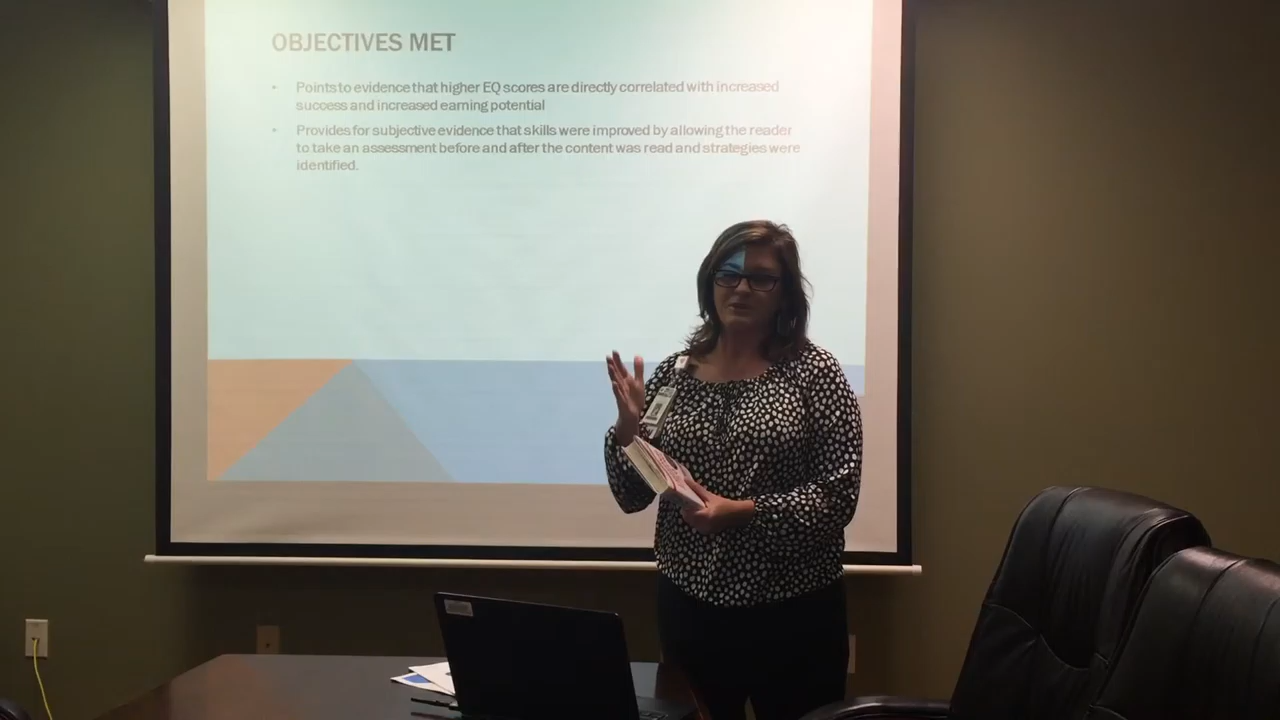 OBJECTIVES MET
• Points to evidence that higher EQ scores are directly correlated with increased
success and increased earning potential
• Provides for subjective evidence that skills were improved by allowing the reader
to take an assessment before and after the content was read and strategies were
identified.